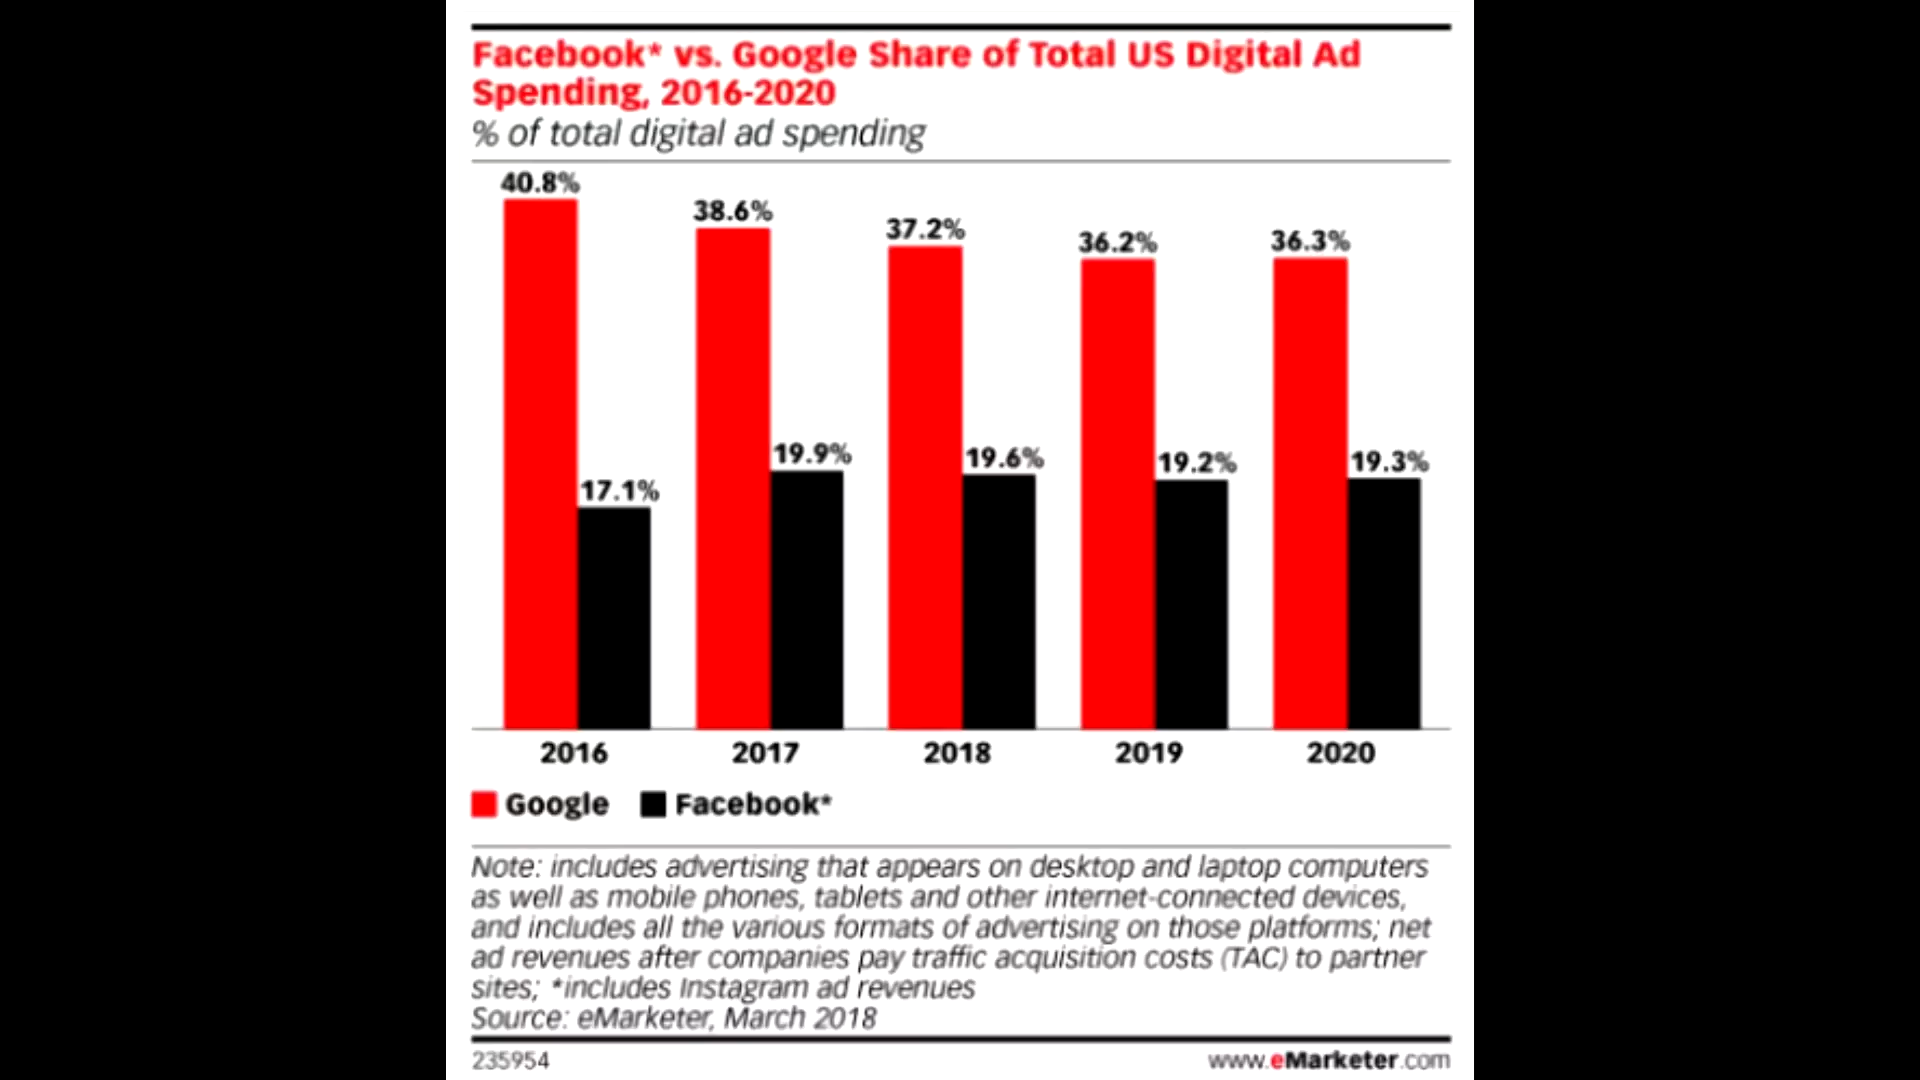 Facebook* vs. Google Share of Total US Digital Ad
Spending, 2016-2020
% of total digital ad spending
40.8%
38.6%
37.2%
36.2%
36.3%
17.1%
19.9%
19.6%
19.2%
19.3%
2016
2017
2018
2019
2020
Google
Facebook*
Note: includes advertising that appears on desktop and laptop computers
as well as mobile phones, tablets and other internet-connected devices,
and includes all the various formats of advertising on those platforms; net
ad revenues after companies pay traffic acquisition costs (TAC) to partner
sites; *includes Instagram ad revenues
Source: eMarketer, March 2018
235954
www.eMarketer.com